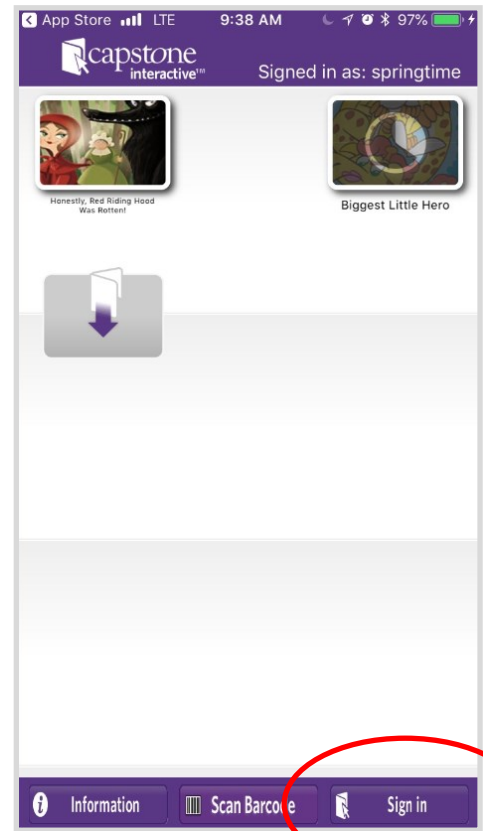 App Store LTE 9:38 AM 97%
capstone
interactive™ Signed in as: springtime
Honestly, Red Riding Hood
Was Rotten!
Biggest Little Hero
Information Scan Barcode Sign in